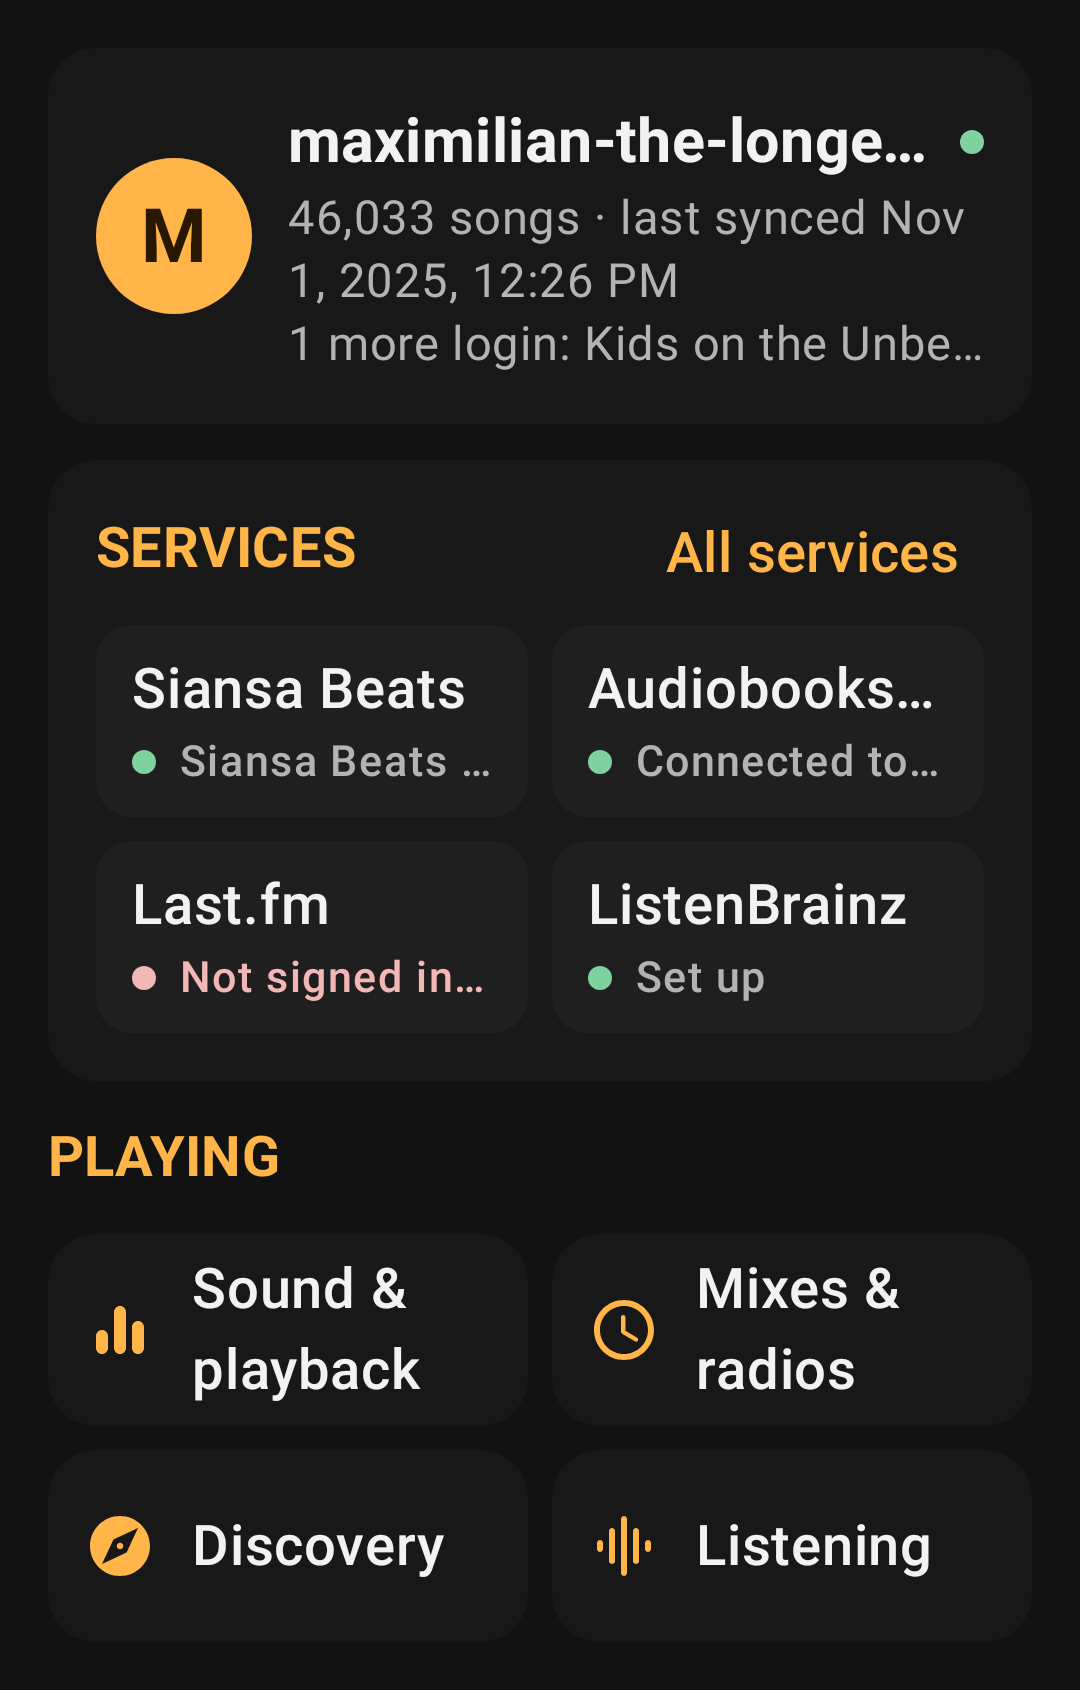 maximilian-the-longe…
M
46,033 songs · last synced Nov
1, 2025, 12:26 PM
1 more login: Kids on the Unbe…
SERVICES
All services
Siansa Beats
Audiobooks…
Siansa Beats …
Connected to…
Last.fm
ListenBrainz
Not signed in…
Set up
PLAYING
Sound &
playback
Mixes &
radios
Discovery
Listening